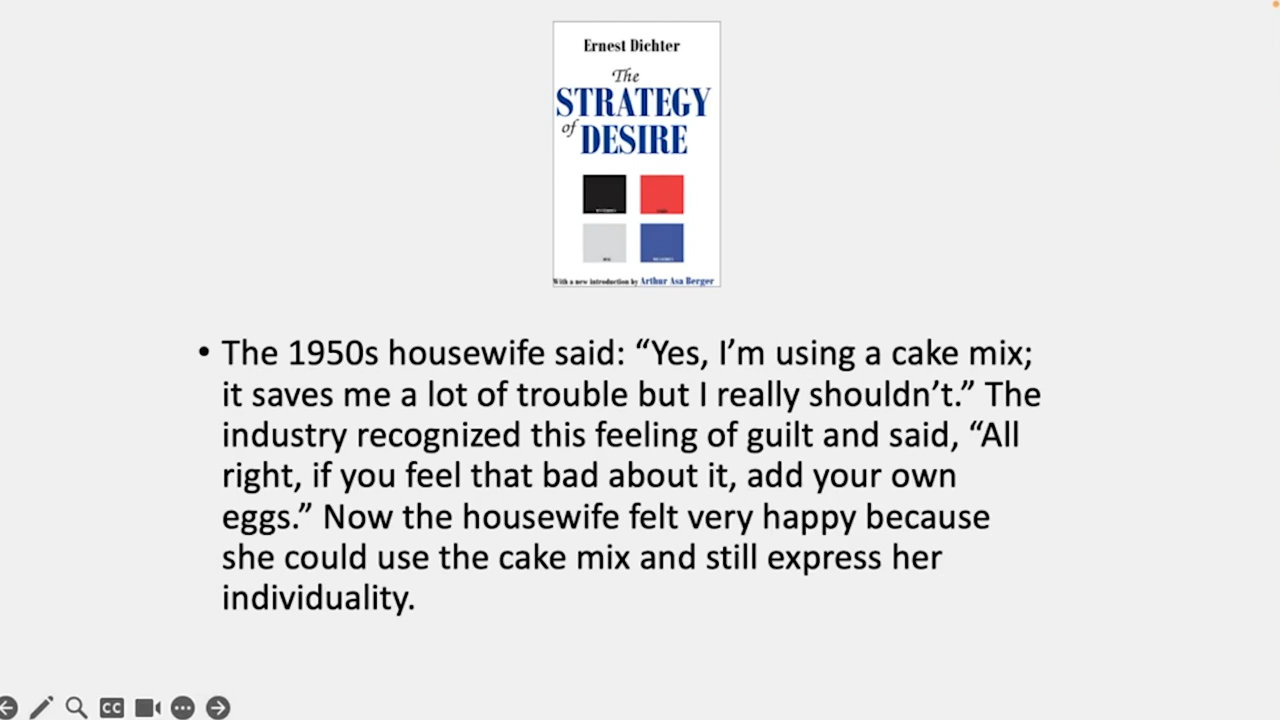 Ernest Dichter
The
STRATEGY
of
DESIRE
With a new introduction by Arthur Asa Berger
• The 1950s housewife said: “Yes, I’m using a cake mix;
it saves me a lot of trouble but I really shouldn’t.” The
industry recognized this feeling of guilt and said, “All
right, if you feel that bad about it, add your own
eggs.” Now the housewife felt very happy because
she could use the cake mix and still express her
individuality.
CC